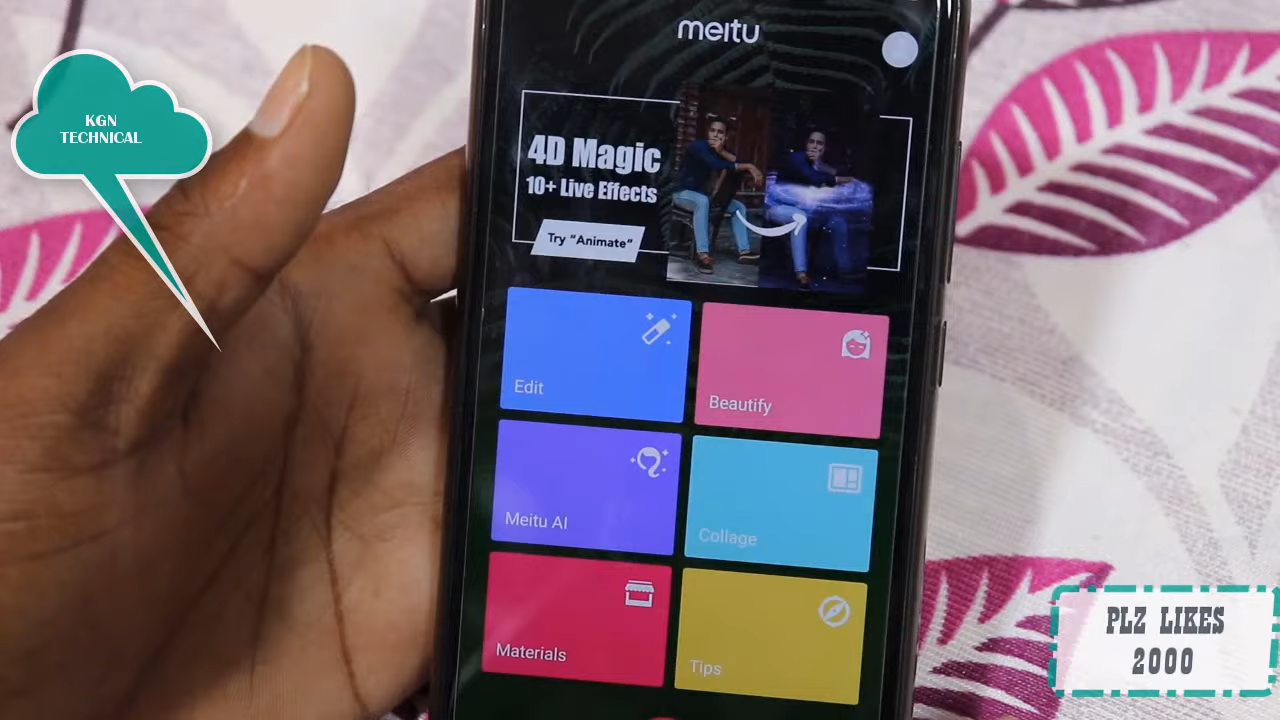 meitu
KGN
TECHNICAL
4D Magic
10+ Live Effects
Try "Animate"
Edit
Beautify
Meitu AI
Collage
Materials
Tips
PLZ LIKES
2000